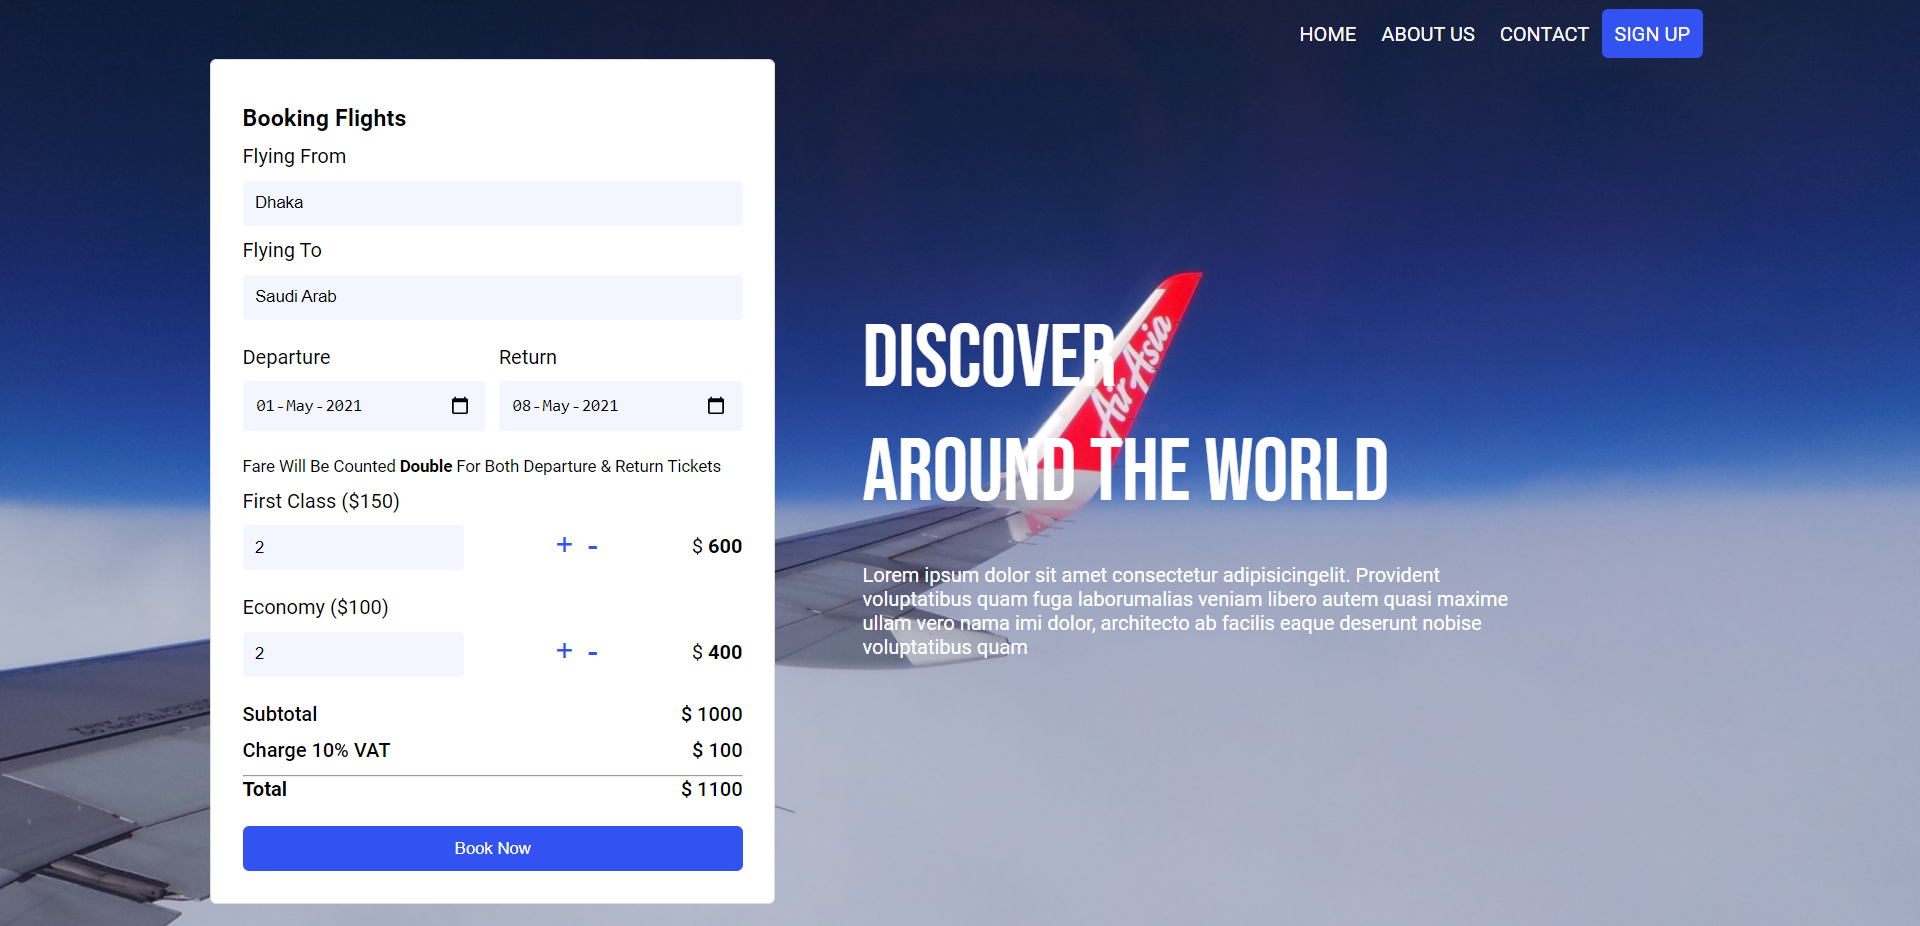 HOME ABOUT US CONTACT SIGN UP
Booking Flights
Flying From
Dhaka
Flying To
Saudi Arab
Departure Return
01-May-2021 08-May-2021
Fare Will Be Counted Double For Both Departure & Return Tickets
First Class ($150)
2 + - $ 600
Economy ($100)
2 + - $ 400
Subtotal $ 1000
Charge 10% VAT $ 100
Total $ 1100
Book Now
DISCOVER
AROUND THE WORLD
Lorem ipsum dolor sit amet consectetur adipisicingelit. Provident
voluptatibus quam fuga laborumalias veniam libero autem quasi maxime
ullam vero nama imi dolor, architecto ab facilis eaque deserunt nobise
voluptatibus quam
AirAsia